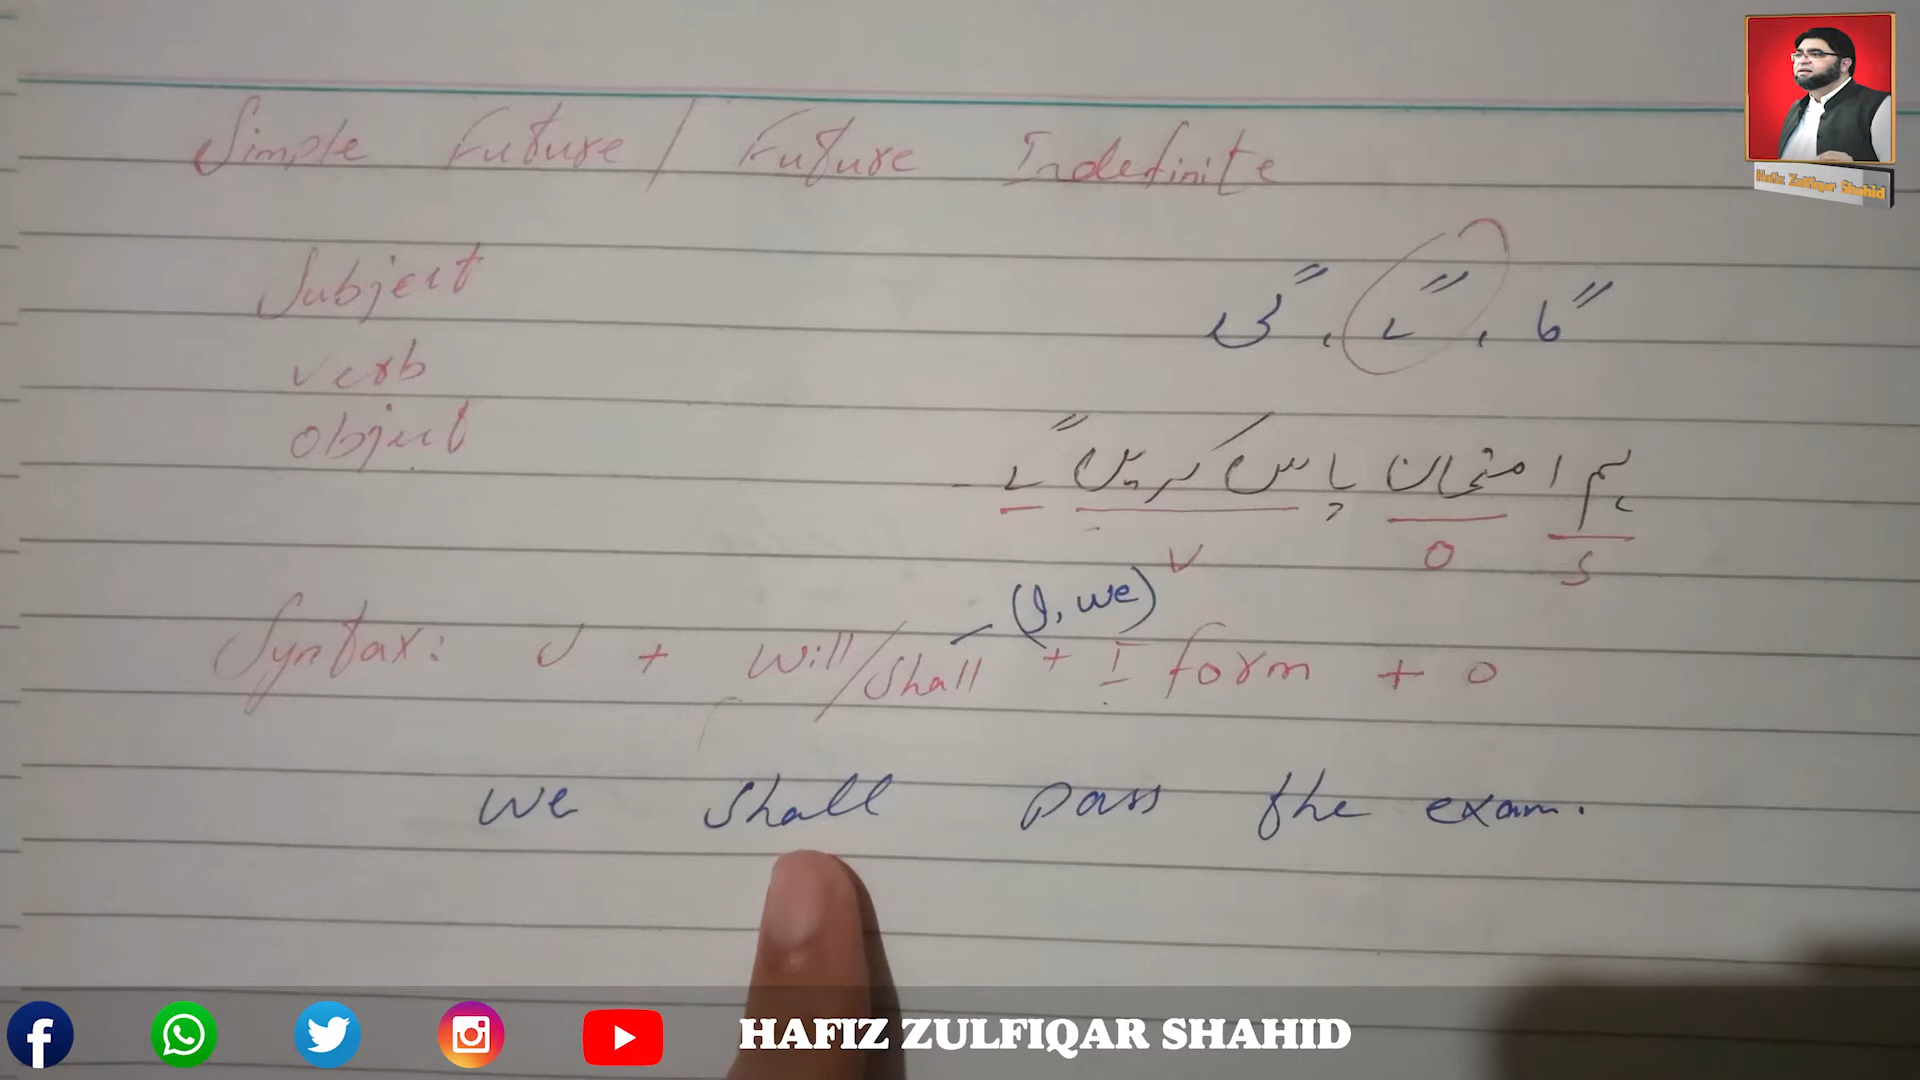 Simple Future / Future Indefinite
Subject
verb
object
گا ، گے ، گی
ہم امتحان پاس کریں گے -
V O S
(I, we)
Syntax: S + will/shall + I form + O
We shall pass the exam.
Hafiz Zulfiqar Shahid
HAFIZ ZULFIQAR SHAHID